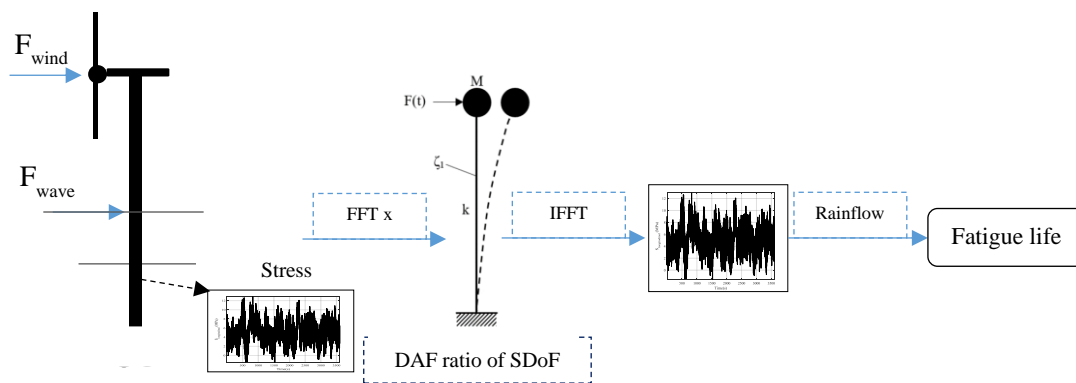 F wind
F wave
Stress
FFT x
M
F(t)
ζ1
k
DAF ratio of SDoF
IFFT
Rainflow
Fatigue life